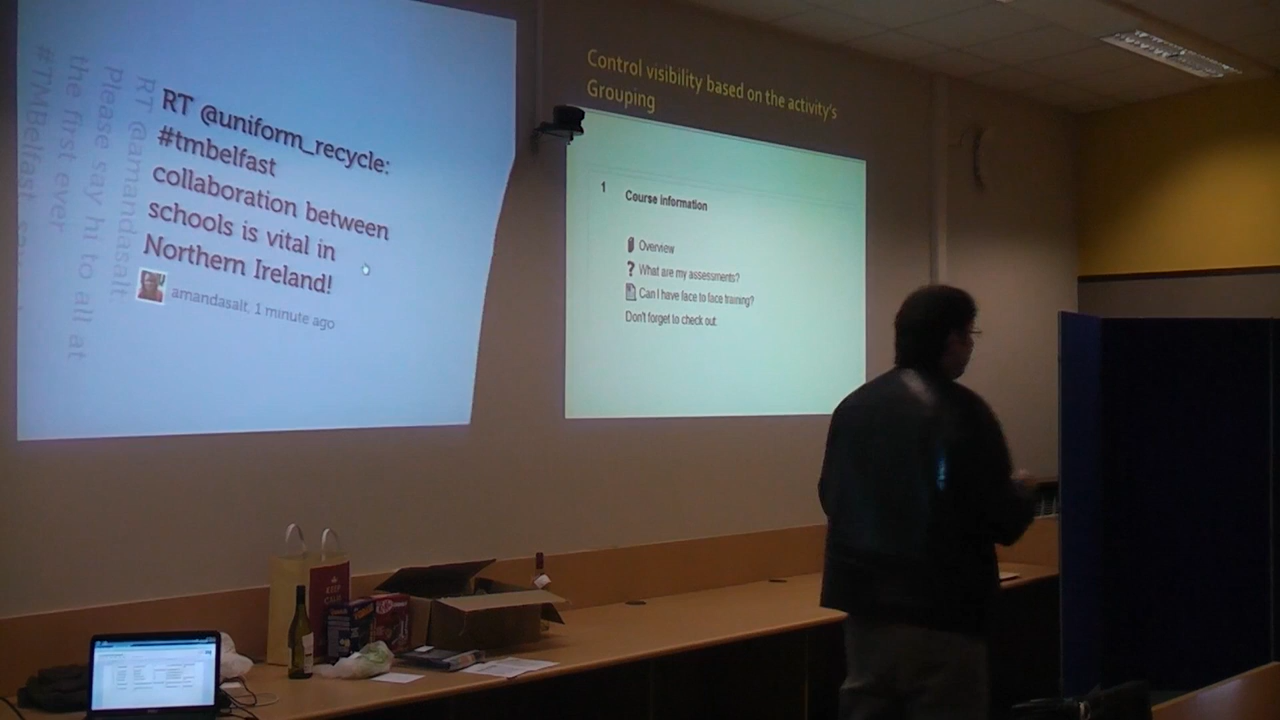 RT @uniform_recycle:
#tmbelfast
collaboration between
schools is vital in
Northern Ireland!
amandasalt, 1 minute ago
RT @amandasalt:
Please say hi to all at
the first ever
#TMBelfast
Control visibility based on the activity's
Grouping
1 Course information
Overview
? What are my assessments?
Can I have face to face training?
Don't forget to check out
KEEP
CALM